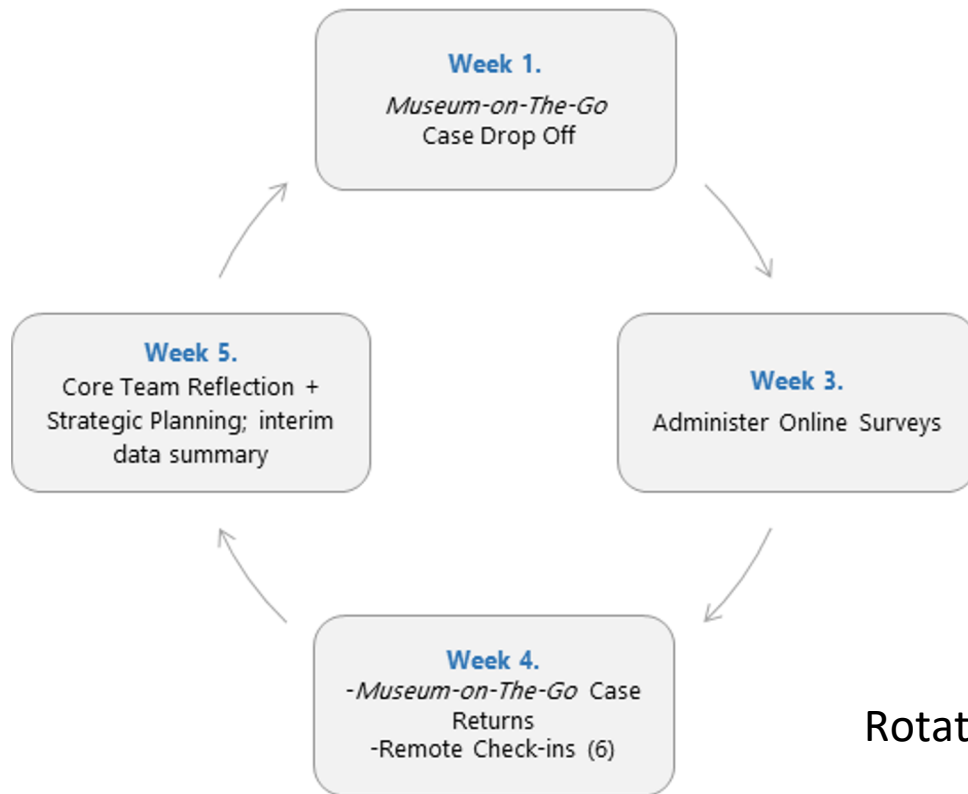 Week 1.
Museum-on-The-Go
Case Drop Off
Week 5.
Core Team Reflection +
Strategic Planning; interim
data summary
Week 3.
Administer Online Surveys
Week 4.
-Museum-on-The-Go Case
Returns
-Remote Check-ins (6)
Rotat